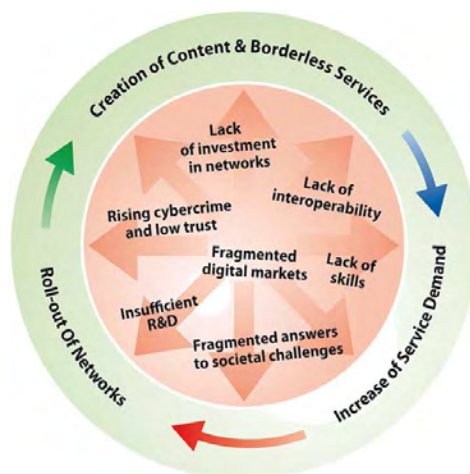 Creation of Content & Borderless Services
Lack
of investment
in networks
Lack of
interoperability
Rising cybercrime
and low trust
Fragmented
digital markets
Lack of
skills
Insufficient
R&D
Fragmented answers
to societal challenges
Roll-out Of Networks
Increase of Service Demand